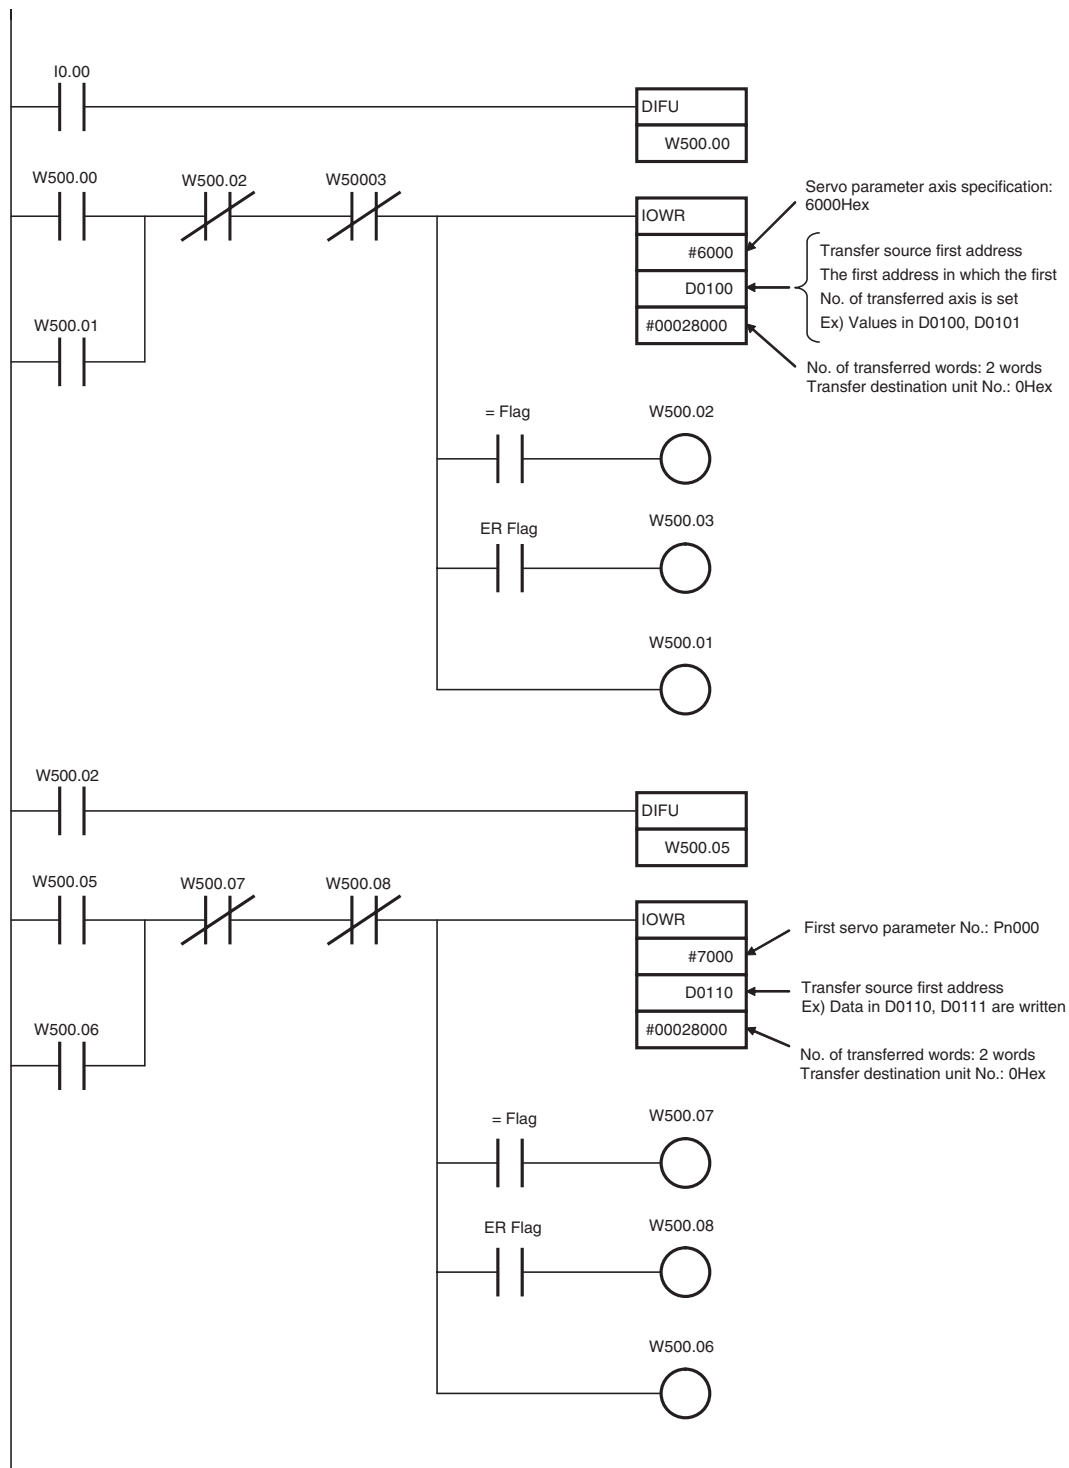 I0.00
DIFU
W500.00
W500.00
W500.02
W50003
IOWR
#6000
D0100
#00028000
Servo parameter axis specification:
6000Hex
Transfer source first address
The first address in which the first
No. of transferred axis is set
Ex) Values in D0100, D0101
No. of transferred words: 2 words
Transfer destination unit No.: 0Hex
W500.01
= Flag
W500.02
ER Flag
W500.03
W500.01
W500.02
DIFU
W500.05
W500.05
W500.07
W500.08
IOWR
#7000
D0110
#00028000
First servo parameter No.: Pn000
Transfer source first address
Ex) Data in D0110, D0111 are written
No. of transferred words: 2 words
Transfer destination unit No.: 0Hex
W500.06
= Flag
W500.07
ER Flag
W500.08
W500.06